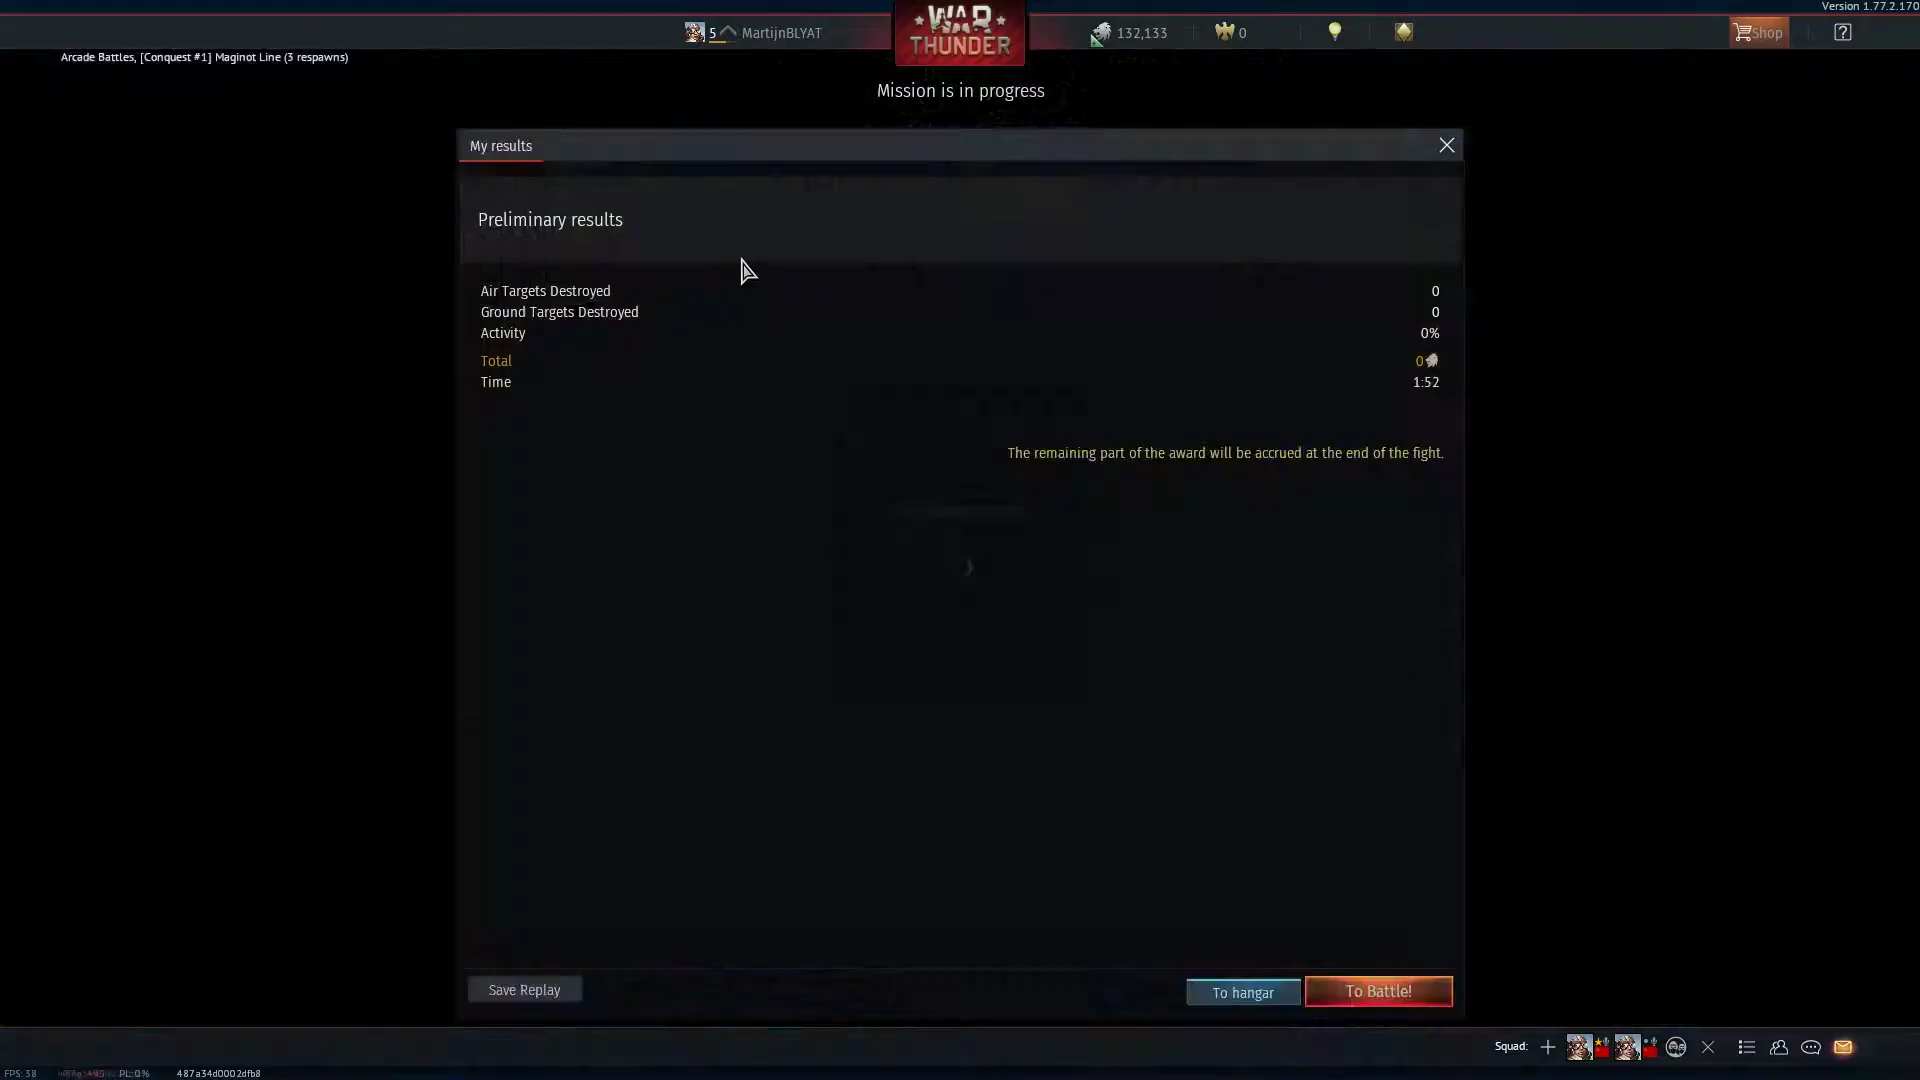 Version 1.77.2.170
5 MartijnBLYAT
WAR THUNDER
132,133
0
Shop
Arcade Battles, [Conquest #1] Maginot Line (3 respawns)
Mission is in progress
My results
Preliminary results
Air Targets Destroyed 0
Ground Targets Destroyed 0
Activity 0%
Total 0
Time 1:52
The remaining part of the award will be accrued at the end of the fight.
Save Replay
To hangar
To Battle!
Squad:
FPS: 38 PL: 0% 487a34d0002dfb8